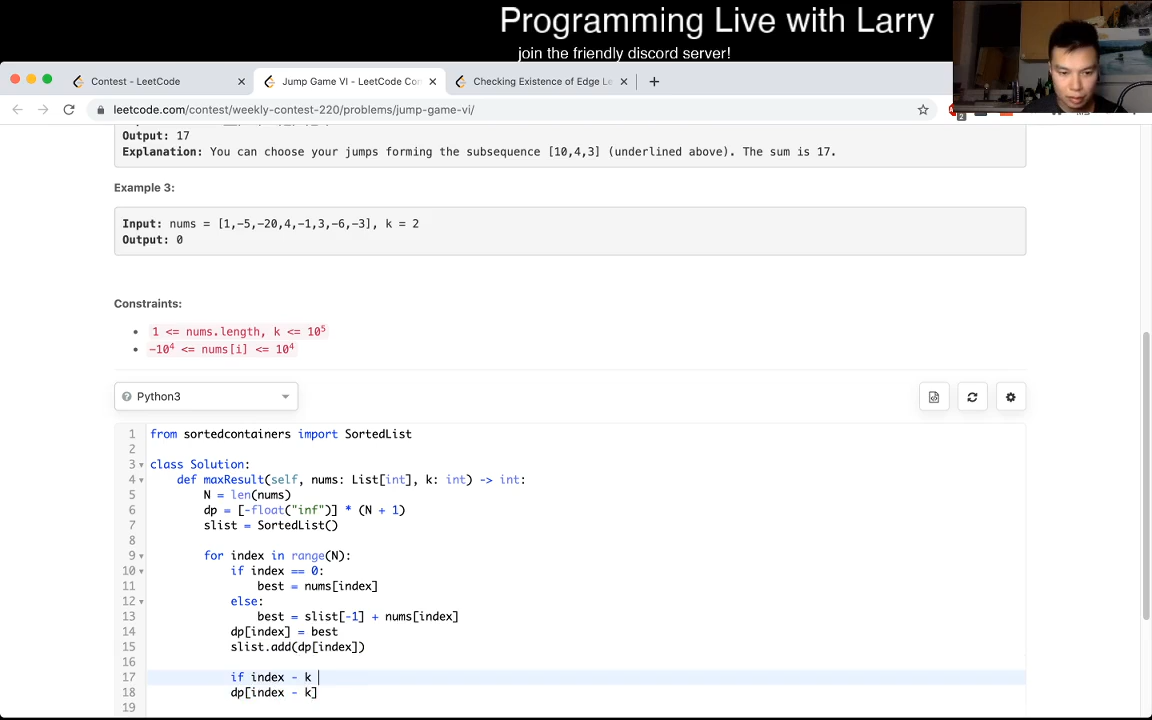 Programming Live with Larry
join the friendly discord server!
Contest - LeetCode
Jump Game VI - LeetCode Con
Checking Existence of Edge Le
leetcode.com/contest/weekly-contest-220/problems/jump-game-vi/
2
Output: 17
Explanation: You can choose your jumps forming the subsequence [10,4,3] (underlined above). The sum is 17.
Example 3:
Input: nums = [1,-5,-20,4,-1,3,-6,-3], k = 2
Output: 0
Constraints:
1 <= nums.length, k <= 10⁵
-10⁴ <= nums[i] <= 10⁴
Python3
1 from sortedcontainers import SortedList
2
3 class Solution:
4 def maxResult(self, nums: List[int], k: int) -> int:
5 N = len(nums)
6 dp = [-float("inf")] * (N + 1)
7 slist = SortedList()
8
9 for index in range(N):
10 if index == 0:
11 best = nums[index]
12 else:
13 best = slist[-1] + nums[index]
14 dp[index] = best
15 slist.add(dp[index])
16
17 if index - k
18 dp[index - k]
19